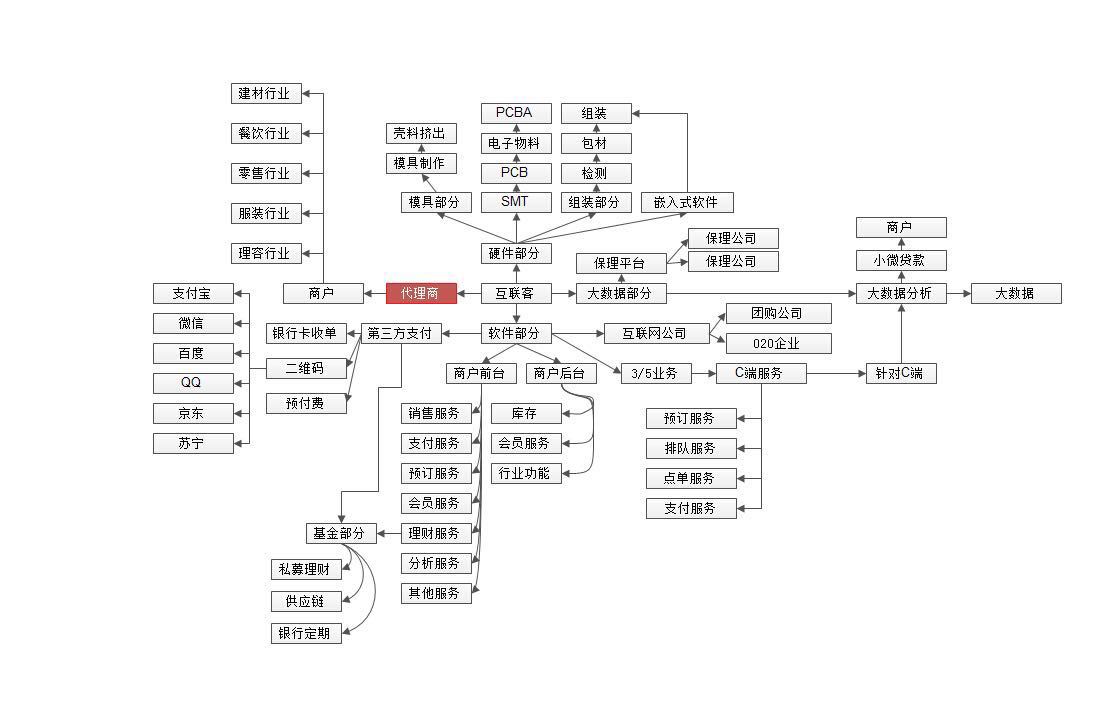 建材行业
PCBA
组装
餐饮行业
壳料挤出
电子物料
包材
模具制作
零售行业
PCB
检测
模具部分
SMT
组装部分
嵌入式软件
服装行业
商户
保理公司
理容行业
硬件部分
保理平台
保理公司
小微贷款
支付宝
商户
代理商
互联客
大数据部分
大数据分析
大数据
团购公司
微信
银行卡收单
第三方支付
软件部分
互联网公司
020企业
百度
二维码
商户前台
商户后台
3/5业务
C端服务
针对C端
QQ
预付费
京东
销售服务
库存
预订服务
苏宁
支付服务
会员服务
排队服务
预订服务
行业功能
点单服务
会员服务
支付服务
基金部分
理财服务
私募理财
分析服务
供应链
其他服务
银行定期